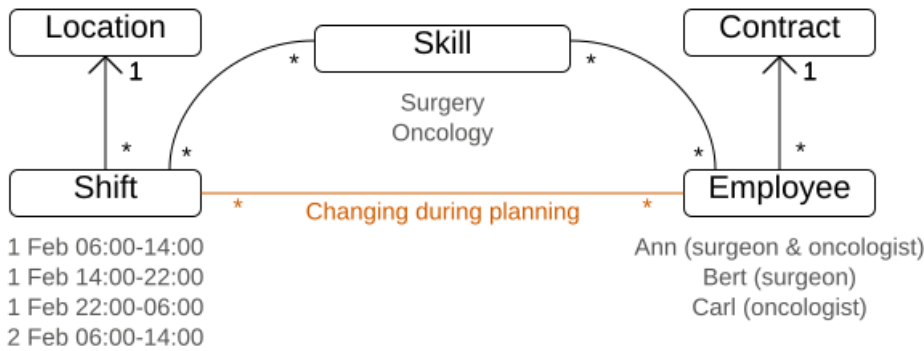 Location
Skill
Contract
1
*
*
1
Surgery
Oncology
*
*
*
*
Shift
Employee
*
Changing during planning
*
1 Feb 06:00-14:00
1 Feb 14:00-22:00
1 Feb 22:00-06:00
2 Feb 06:00-14:00
Ann (surgeon & oncologist)
Bert (surgeon)
Carl (oncologist)